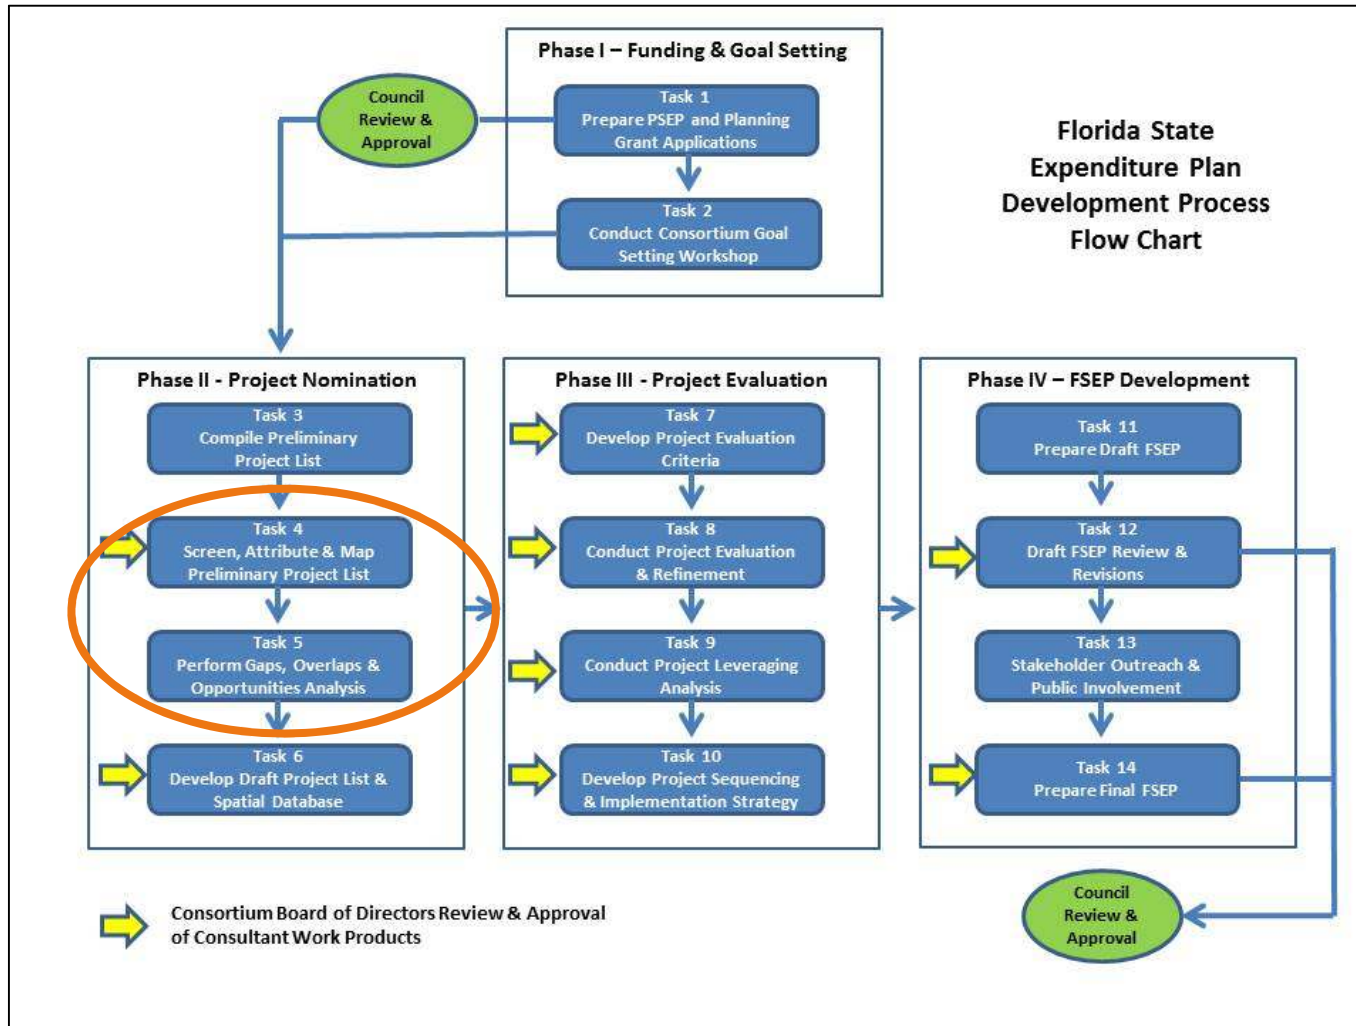 Phase I – Funding & Goal Setting
Council
Review &
Approval
Task 1
Prepare PSEP and Planning
Grant Applications
Task 2
Conduct Consortium Goal
Setting Workshop
Florida State
Expenditure Plan
Development Process
Flow Chart
Phase II - Project Nomination
Task 3
Compile Preliminary
Project List
Task 4
Screen, Attribute & Map
Preliminary Project List
Task 5
Perform Gaps, Overlaps &
Opportunities Analysis
Task 6
Develop Draft Project List &
Spatial Database
Phase III - Project Evaluation
Task 7
Develop Project Evaluation
Criteria
Task 8
Conduct Project Evaluation
& Refinement
Task 9
Conduct Project Leveraging
Analysis
Task 10
Develop Project Sequencing
& Implementation Strategy
Phase IV – FSEP Development
Task 11
Prepare Draft FSEP
Task 12
Draft FSEP Review &
Revisions
Task 13
Stakeholder Outreach &
Public Involvement
Task 14
Prepare Final FSEP
Council
Review &
Approval
Consortium Board of Directors Review & Approval
of Consultant Work Products